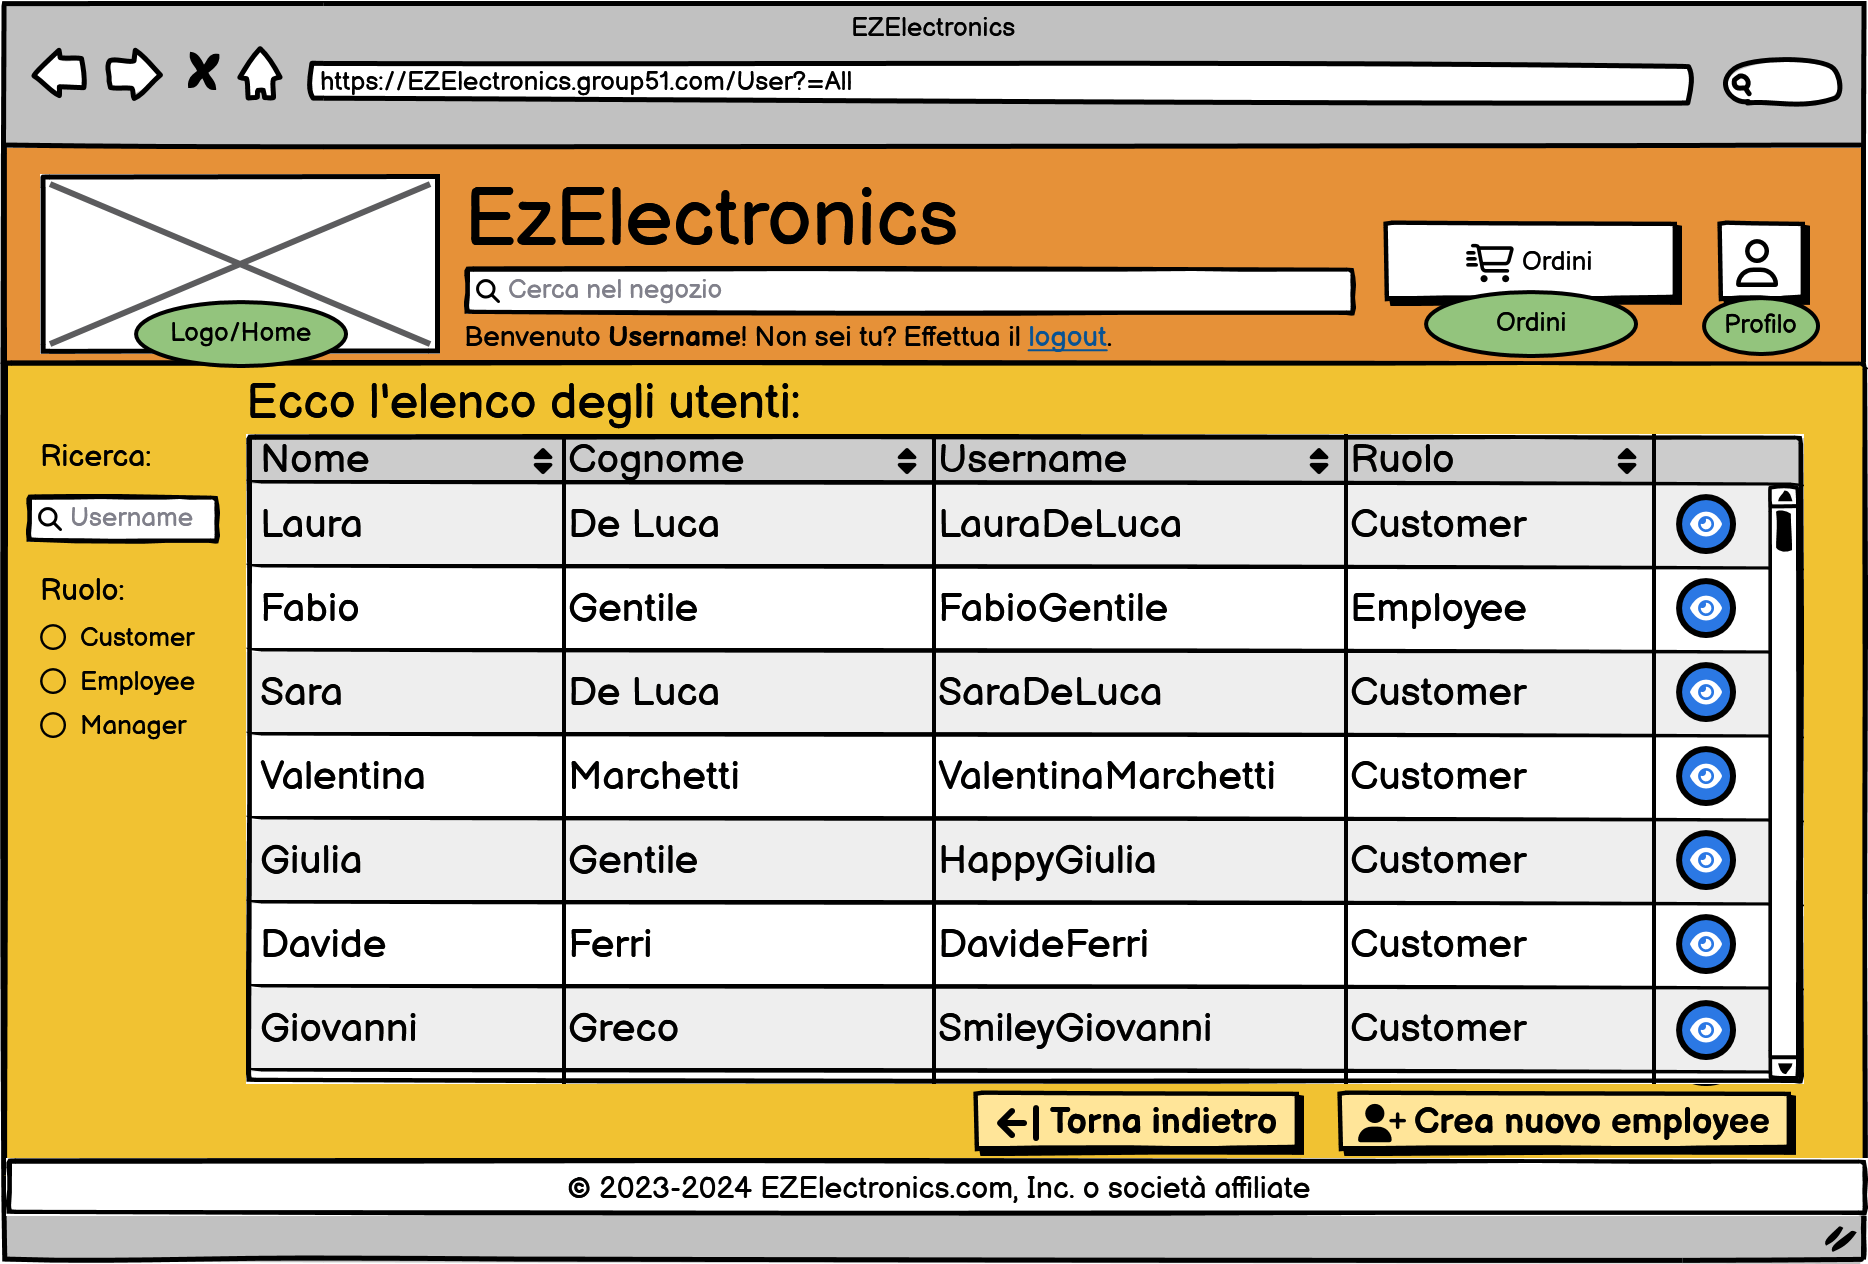 EZElectronics
https://EZElectronics.group51.com/User?=All
EzElectronics
Cerca nel negozio
Benvenuto Username! Non sei tu? Effettua il logout.
Logo/Home
Ordini
Ordini
Profilo
Ecco l'elenco degli utenti:
Ricerca:
Username
Ruolo:
Customer
Employee
Manager
Nome Cognome Username Ruolo
Laura De Luca LauraDeLuca Customer
Fabio Gentile FabioGentile Employee
Sara De Luca SaraDeLuca Customer
Valentina Marchetti ValentinaMarchetti Customer
Giulia Gentile HappyGiulia Customer
Davide Ferri DavideFerri Customer
Giovanni Greco SmileyGiovanni Customer
Torna indietro
Crea nuovo employee
© 2023-2024 EZElectronics.com, Inc. o società affiliate